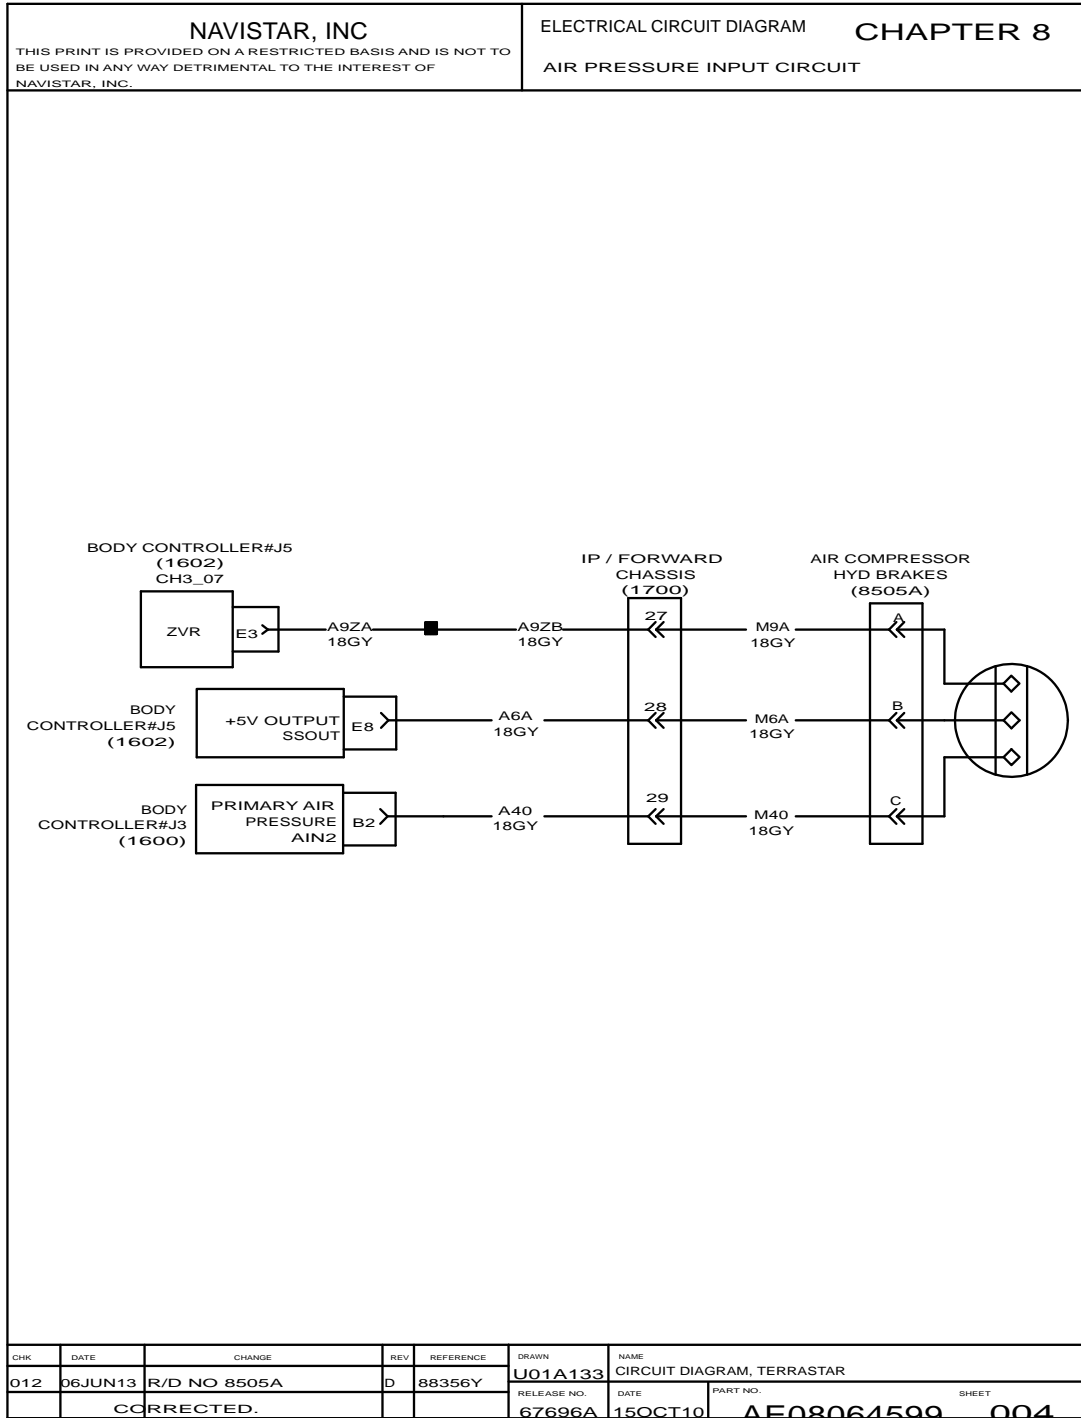 NAVISTAR, INC
THIS PRINT IS PROVIDED ON A RESTRICTED BASIS AND IS NOT TO
BE USED IN ANY WAY DETRIMENTAL TO THE INTEREST OF
NAVISTAR, INC.
ELECTRICAL CIRCUIT DIAGRAM
CHAPTER 8
AIR PRESSURE INPUT CIRCUIT
BODY CONTROLLER#J5
(1602)
CH3_07
ZVR
E3
A9ZA
18GY
A9ZB
18GY
IP / FORWARD
CHASSIS
(1700)
27
M9A
18GY
AIR COMPRESSOR
HYD BRAKES
(8505A)
A
BODY
CONTROLLER#J5
(1602)
+5V OUTPUT
SSOUT
E8
A6A
18GY
28
M6A
18GY
B
BODY
CONTROLLER#J3
(1600)
PRIMARY AIR
PRESSURE
AIN2
B2
A40
18GY
29
M40
18GY
C
CHK DATE CHANGE REV REFERENCE
012 06JUN13 R/D NO 8505A D 88356Y
CORRECTED.
DRAWN
U01A133
NAME
CIRCUIT DIAGRAM, TERRASTAR
RELEASE NO.
67696A
DATE
15OCT10
PART NO.
AE08064599
SHEET
004